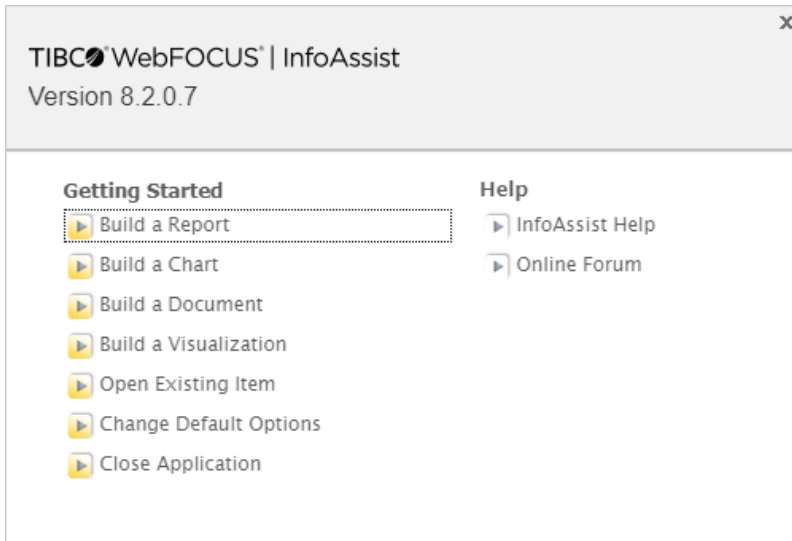 x
TIBCO® WebFOCUS® | InfoAssist
Version 8.2.0.7
Getting Started
Build a Report
Build a Chart
Build a Document
Build a Visualization
Open Existing Item
Change Default Options
Close Application
Help
InfoAssist Help
Online Forum